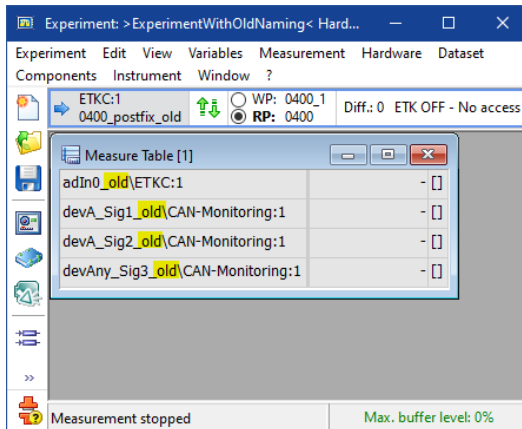 Experiment: >ExperimentWithOldNaming< Hard...
Experiment Edit View Variables Measurement Hardware Dataset
Components Instrument Window ?
ETKC:1
0400_postfix_old
WP: 0400_1
RP: 0400
Diff.: 0 ETK OFF - No access
Measure Table [1]
adIn0_old\ETKC:1 - []
devA_Sig1_old\CAN-Monitoring:1 - []
devA_Sig2_old\CAN-Monitoring:1 - []
devAny_Sig3_old\CAN-Monitoring:1 - []
>>
Measurement stopped Max. buffer level: 0%